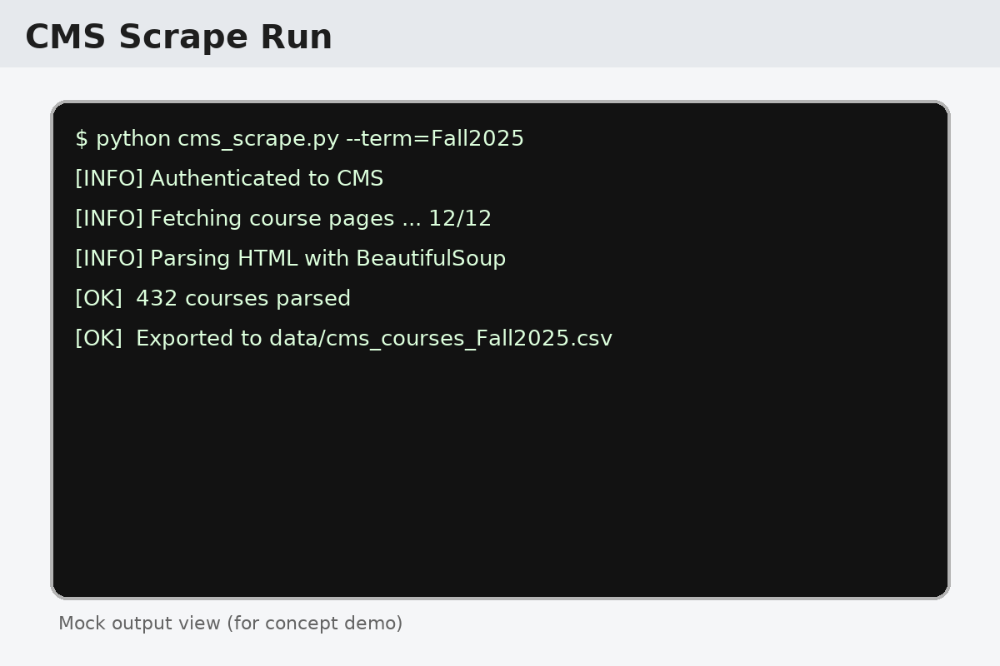 CMS Scrape Run
$ python cms_scrape.py --term=Fall2025
[INFO] Authenticated to CMS
[INFO] Fetching course pages ... 12/12
[INFO] Parsing HTML with BeautifulSoup
[OK]  432 courses parsed
[OK]  Exported to data/cms_courses_Fall2025.csv
Mock output view (for concept demo)